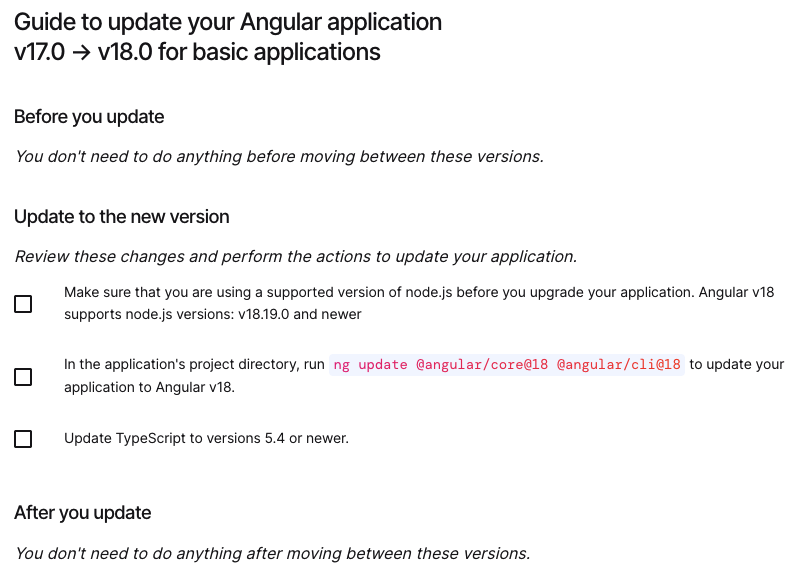 Guide to update your Angular application
v17.0 → v18.0 for basic applications
Before you update
You don't need to do anything before moving between these versions.
Update to the new version
Review these changes and perform the actions to update your application.
Make sure that you are using a supported version of node.js before you upgrade your application. Angular v18
supports node.js versions: v18.19.0 and newer
In the application's project directory, run ng update @angular/core@18 @angular/cli@18 to update your
application to Angular v18.
Update TypeScript to versions 5.4 or newer.
After you update
You don't need to do anything after moving between these versions.